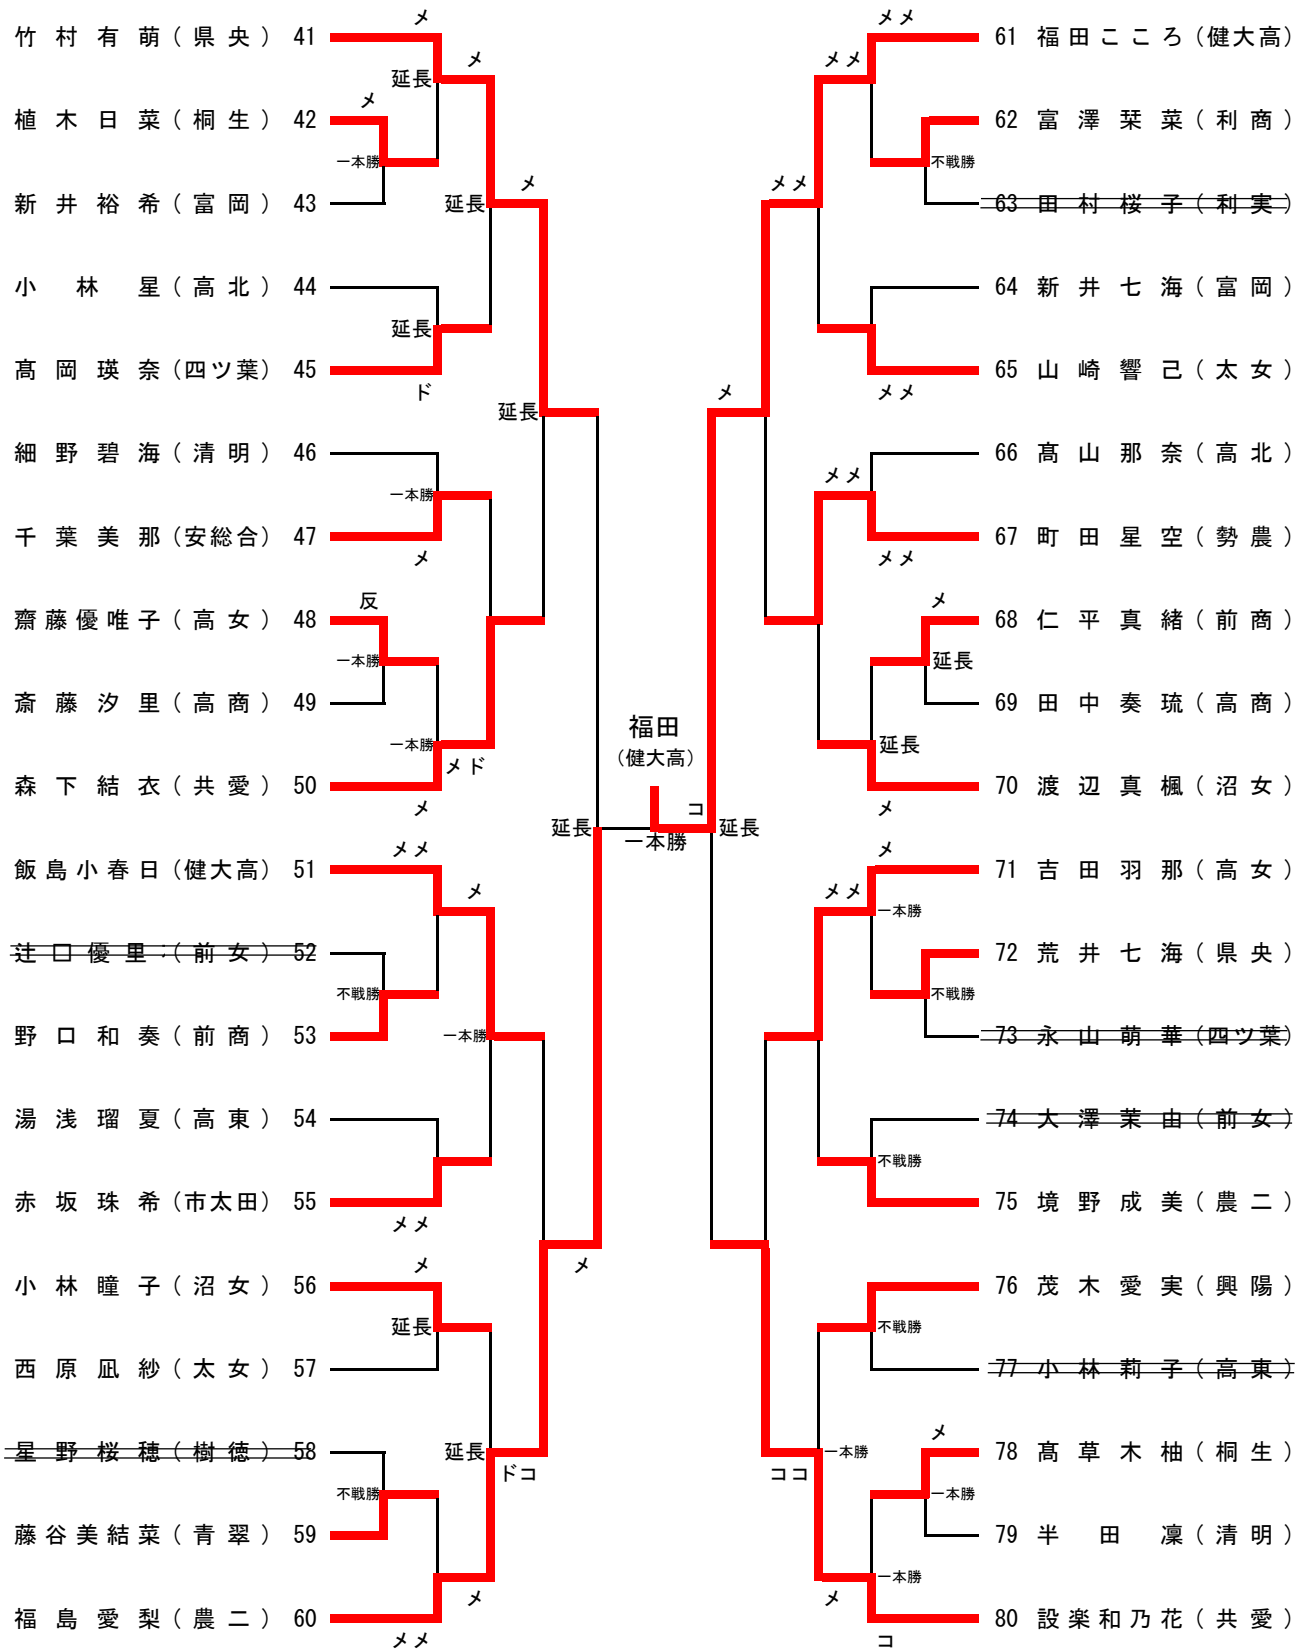 メ
竹村有萌（県央） 41
メ
延長
メ
植木日菜（桐生） 42
一本勝
メ
新井裕希（富岡） 43
延長
小林星（高北） 44
延長
髙岡瑛奈（四ツ葉） 45
ド
延長
細野碧海（清明） 46
一本勝
千葉美那（安総合） 47
メ
反
齋藤優唯子（高女） 48
一本勝
斎藤汐里（高商） 49
一本勝
メド
森下結衣（共愛） 50
メ
延長
メメ
飯島小春日（健大高） 51
メ
辻口優里（前女） 52
不戦勝
野口和奏（前商） 53
一本勝
湯浅瑠夏（高東） 54
赤坂珠希（市太田） 55
メメ
メ
メ
小林瞳子（沼女） 56
延長
西原凪紗（太女） 57
星野桜穂（樹徳） 58
延長
ドコ
不戦勝
藤谷美結菜（青翠） 59
メ
福島愛梨（農二） 60
メメ
福田
（健大高）
コ
一本勝
メメ
61 福田こころ（健大高）
メメ
62 富澤栞菜（利商）
不戦勝
メメ
63 田村桜子（利実）
64 新井七海（富岡）
65 山崎響己（太女）
メメ
メ
66 髙山那奈（高北）
メメ
67 町田星空（勢農）
メメ
メ
68 仁平真緒（前商）
延長
69 田中奏琉（高商）
延長
70 渡辺真楓（沼女）
メ
延長
メ
71 吉田羽那（高女）
メメ
一本勝
72 荒井七海（県央）
不戦勝
73 永山萌華（四ツ葉）
74 大澤茉由（前女）
不戦勝
75 境野成美（農二）
76 茂木愛実（興陽）
不戦勝
77 小林莉子（高東）
メ
78 髙草木柚（桐生）
一本勝
ココ
一本勝
79 半田凜（清明）
一本勝
メ
80 設楽和乃花（共愛）
コ